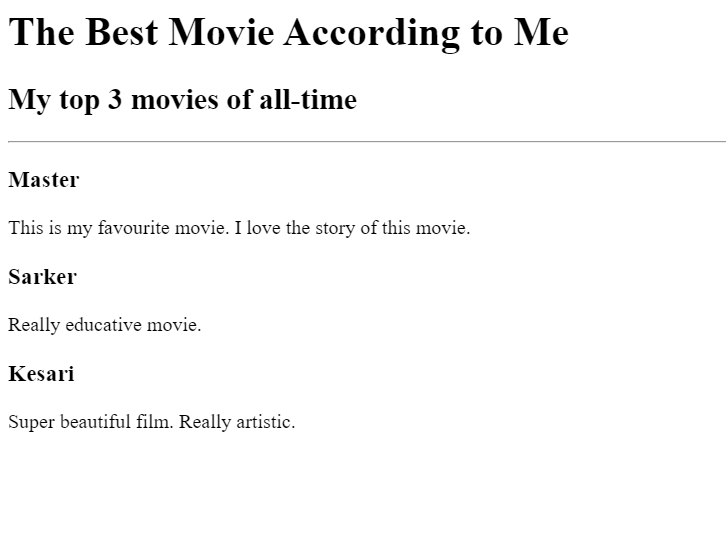 The Best Movie According to Me
My top 3 movies of all-time
Master
This is my favourite movie. I love the story of this movie.
Sarker
Really educative movie.
Kesari
Super beautiful film. Really artistic.